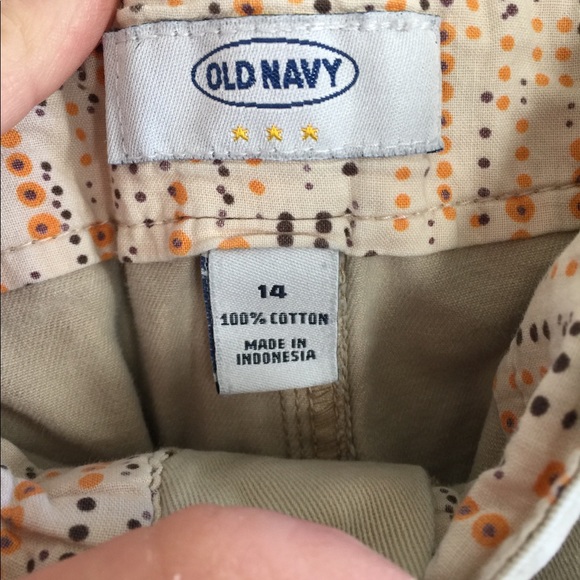 OLD NAVY
14
100% COTTON
MADE IN
INDONESIA